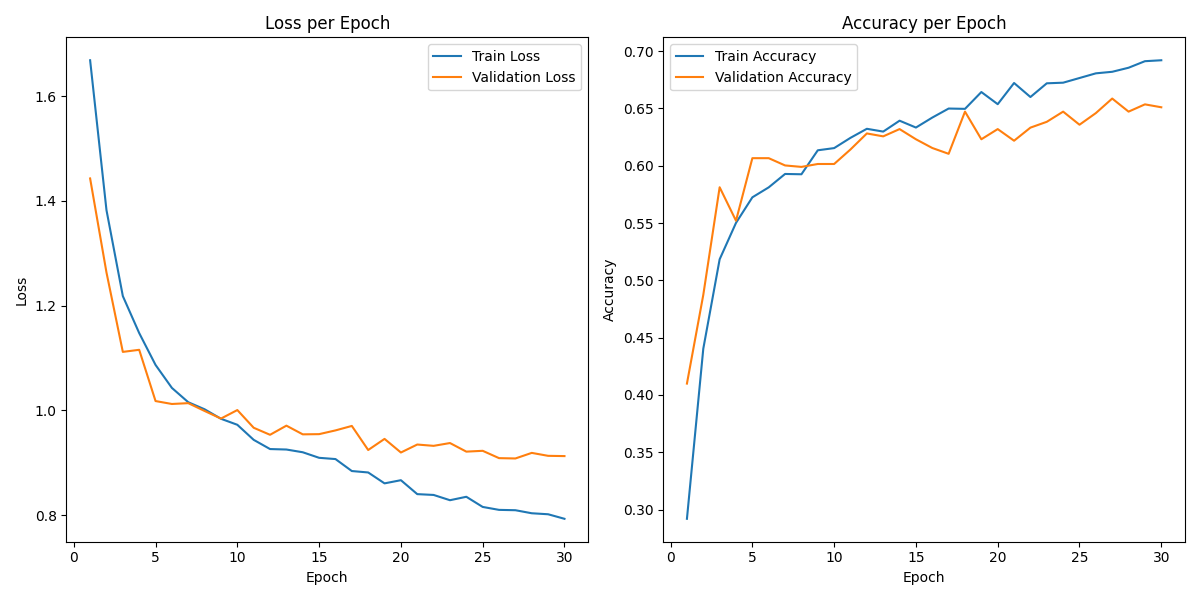 Loss per Epoch
Train Loss
Validation Loss
1.6
1.4
1.2
1.0
0.8
Loss
0 5 10 15 20 25 30
Epoch
Accuracy per Epoch
Train Accuracy
Validation Accuracy
0.70
0.65
0.60
0.55
0.50
0.45
0.40
0.35
0.30
Accuracy
0 5 10 15 20 25 30
Epoch